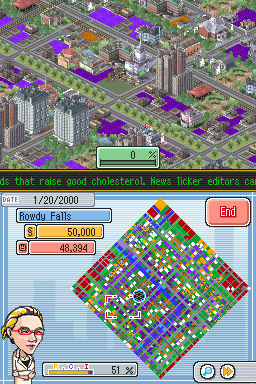 0 %
ds that raise good cholesterol. News Ticker editors ca
DATE 1/20/2000
Rowdy Falls
End
$ 50,000
48,394
R C I 51 %